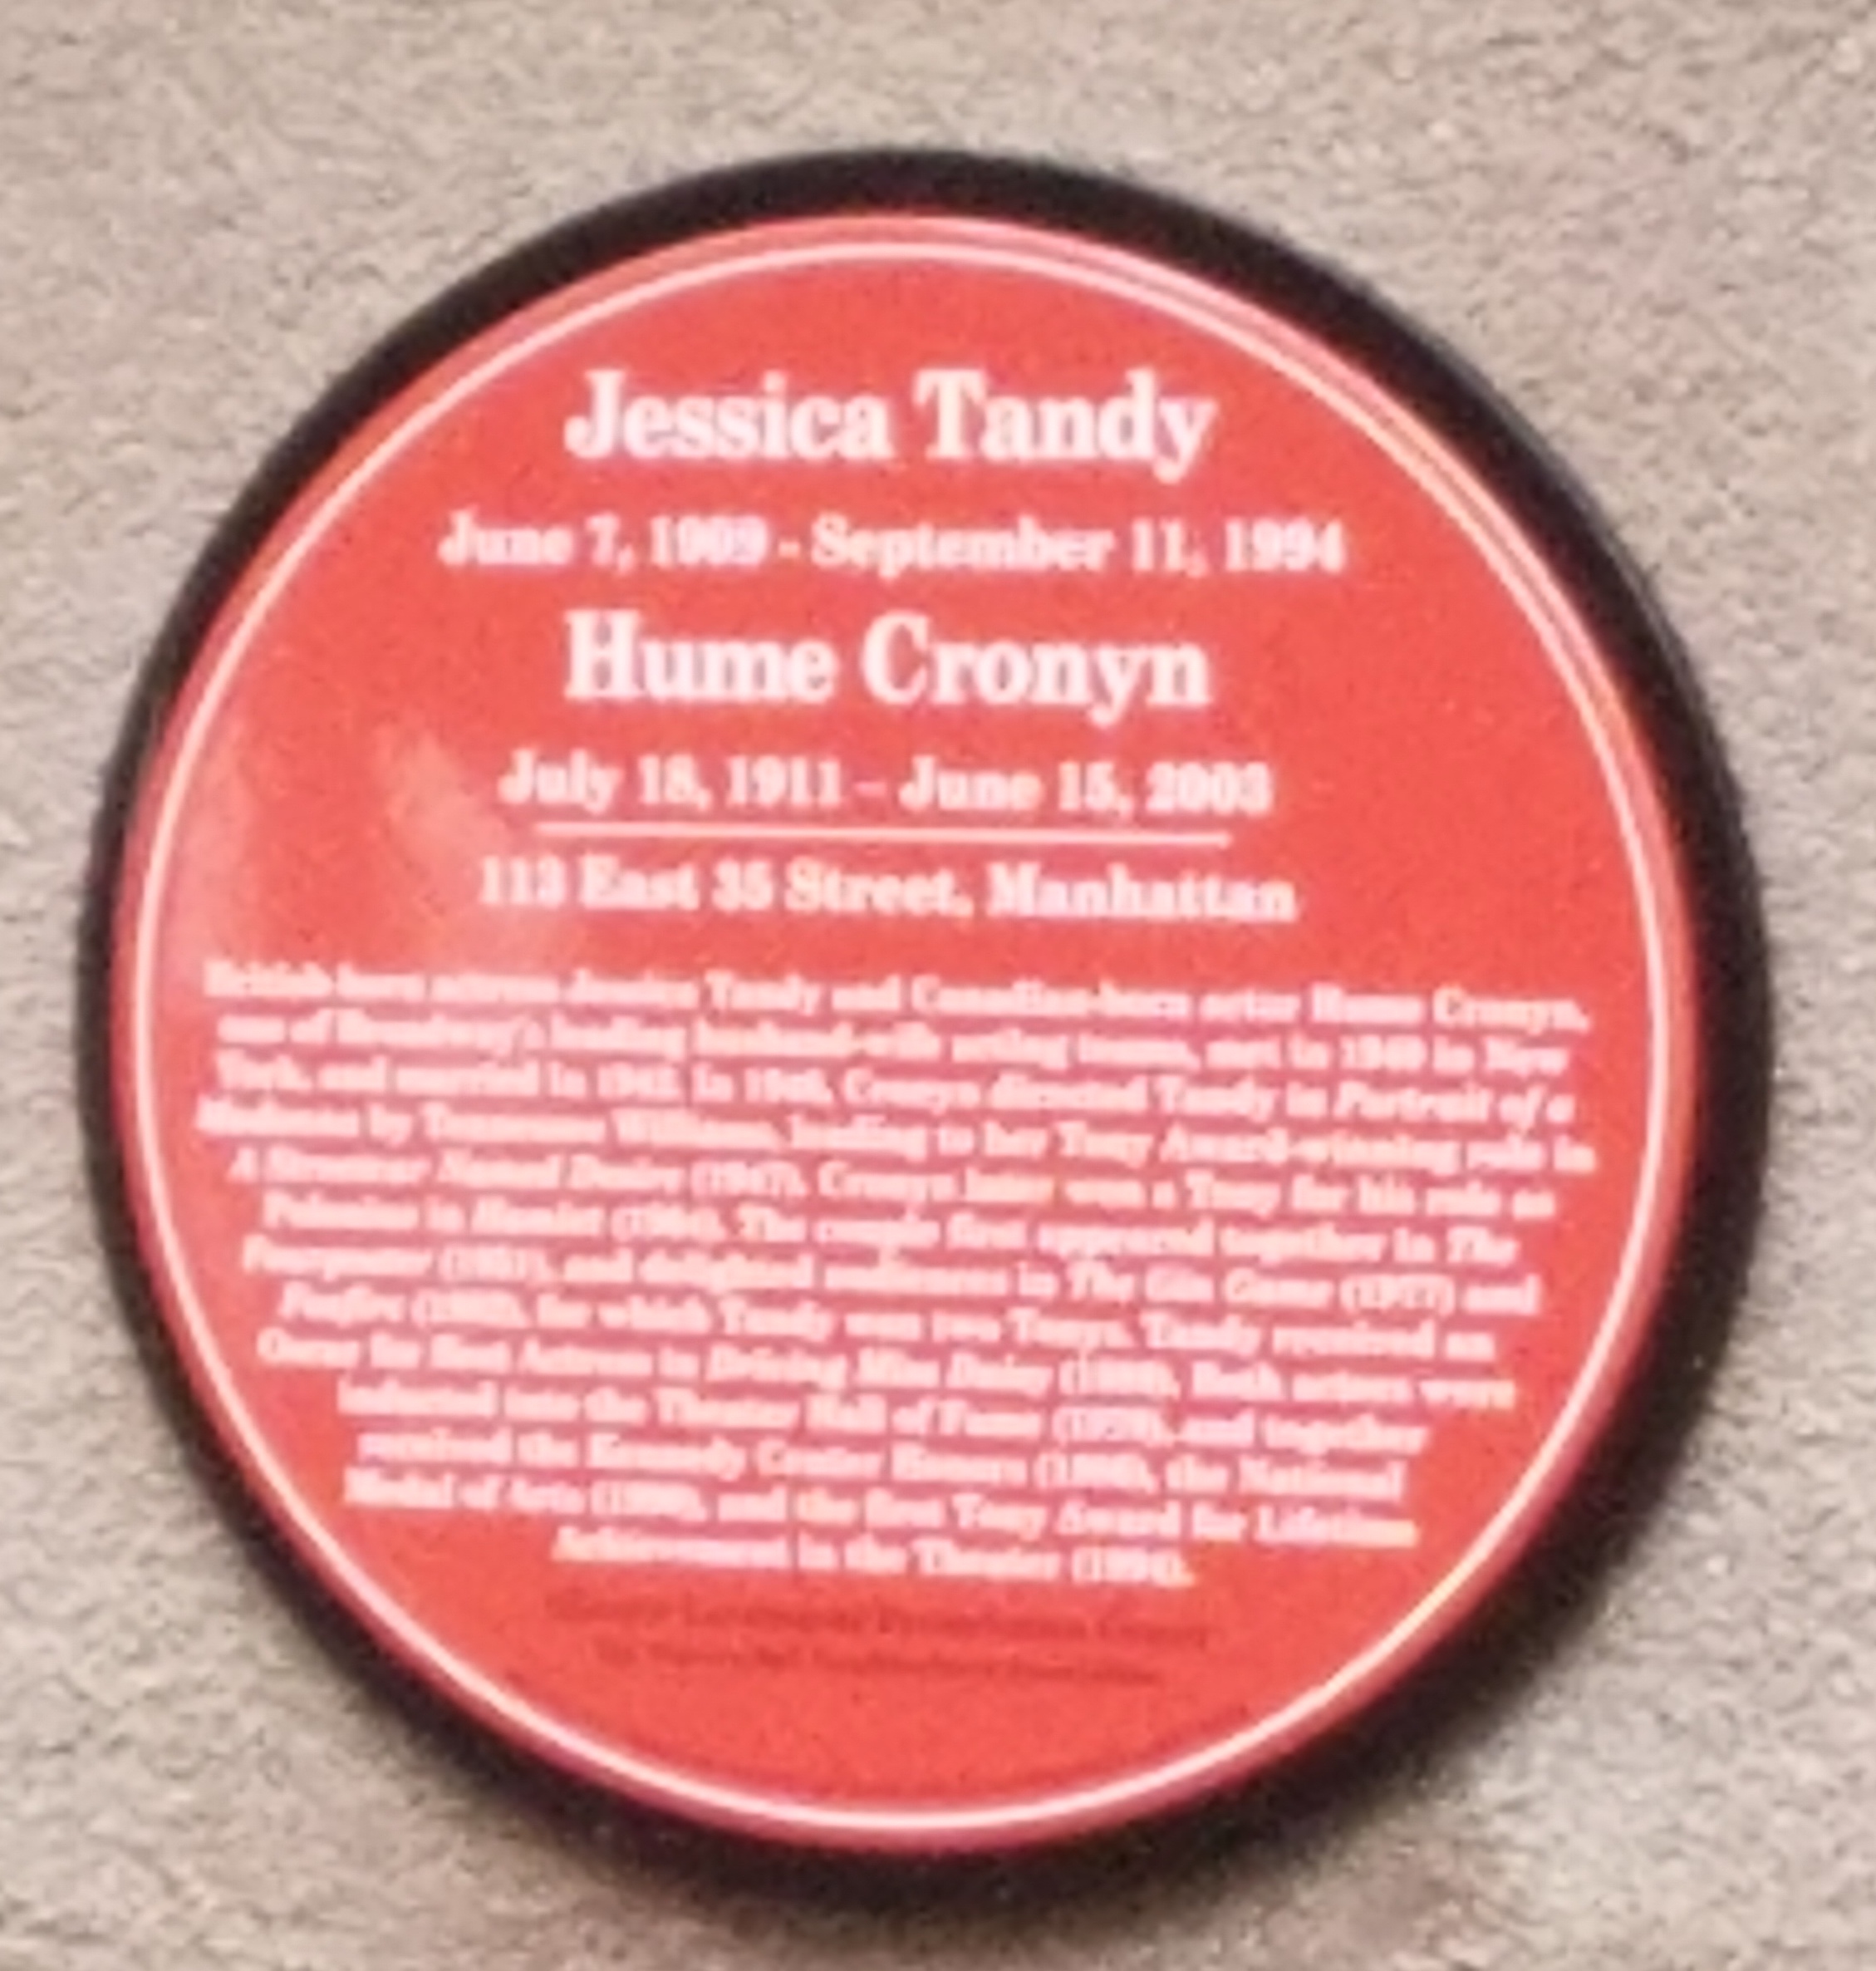 Jessica Tandy
June 7, 1909 - September 11, 1994
Hume Cronyn
July 18, 1911 – June 15, 2003
113 East 35 Street, Manhattan
British-born actress Jessica Tandy and Canadian-born actor Hume Cronyn,
one of Broadway's leading husband-wife acting teams, met in 1940 in New
York, and married in 1942. In 1946, Cronyn directed Tandy in Portrait of a
Madonna by Tennessee Williams, leading to her Tony Award-winning role in
A Streetcar Named Desire (1947). Cronyn later won a Tony for his role as
Polonius in Hamlet (1964). The couple first appeared together in The
Fourposter (1951), and delighted audiences in The Gin Game (1977) and
Foxfire (1982), for which Tandy won two Tonys. Tandy received an
Oscar for Best Actress in Driving Miss Daisy (1989). Both actors were
inducted into the Theater Hall of Fame (1979), and together
received the Kennedy Center Honors (1986), the National
Medal of Arts (1990), and the first Tony Award for Lifetime
Achievement in the Theater (1994).
Historic Landmarks Preservation Center